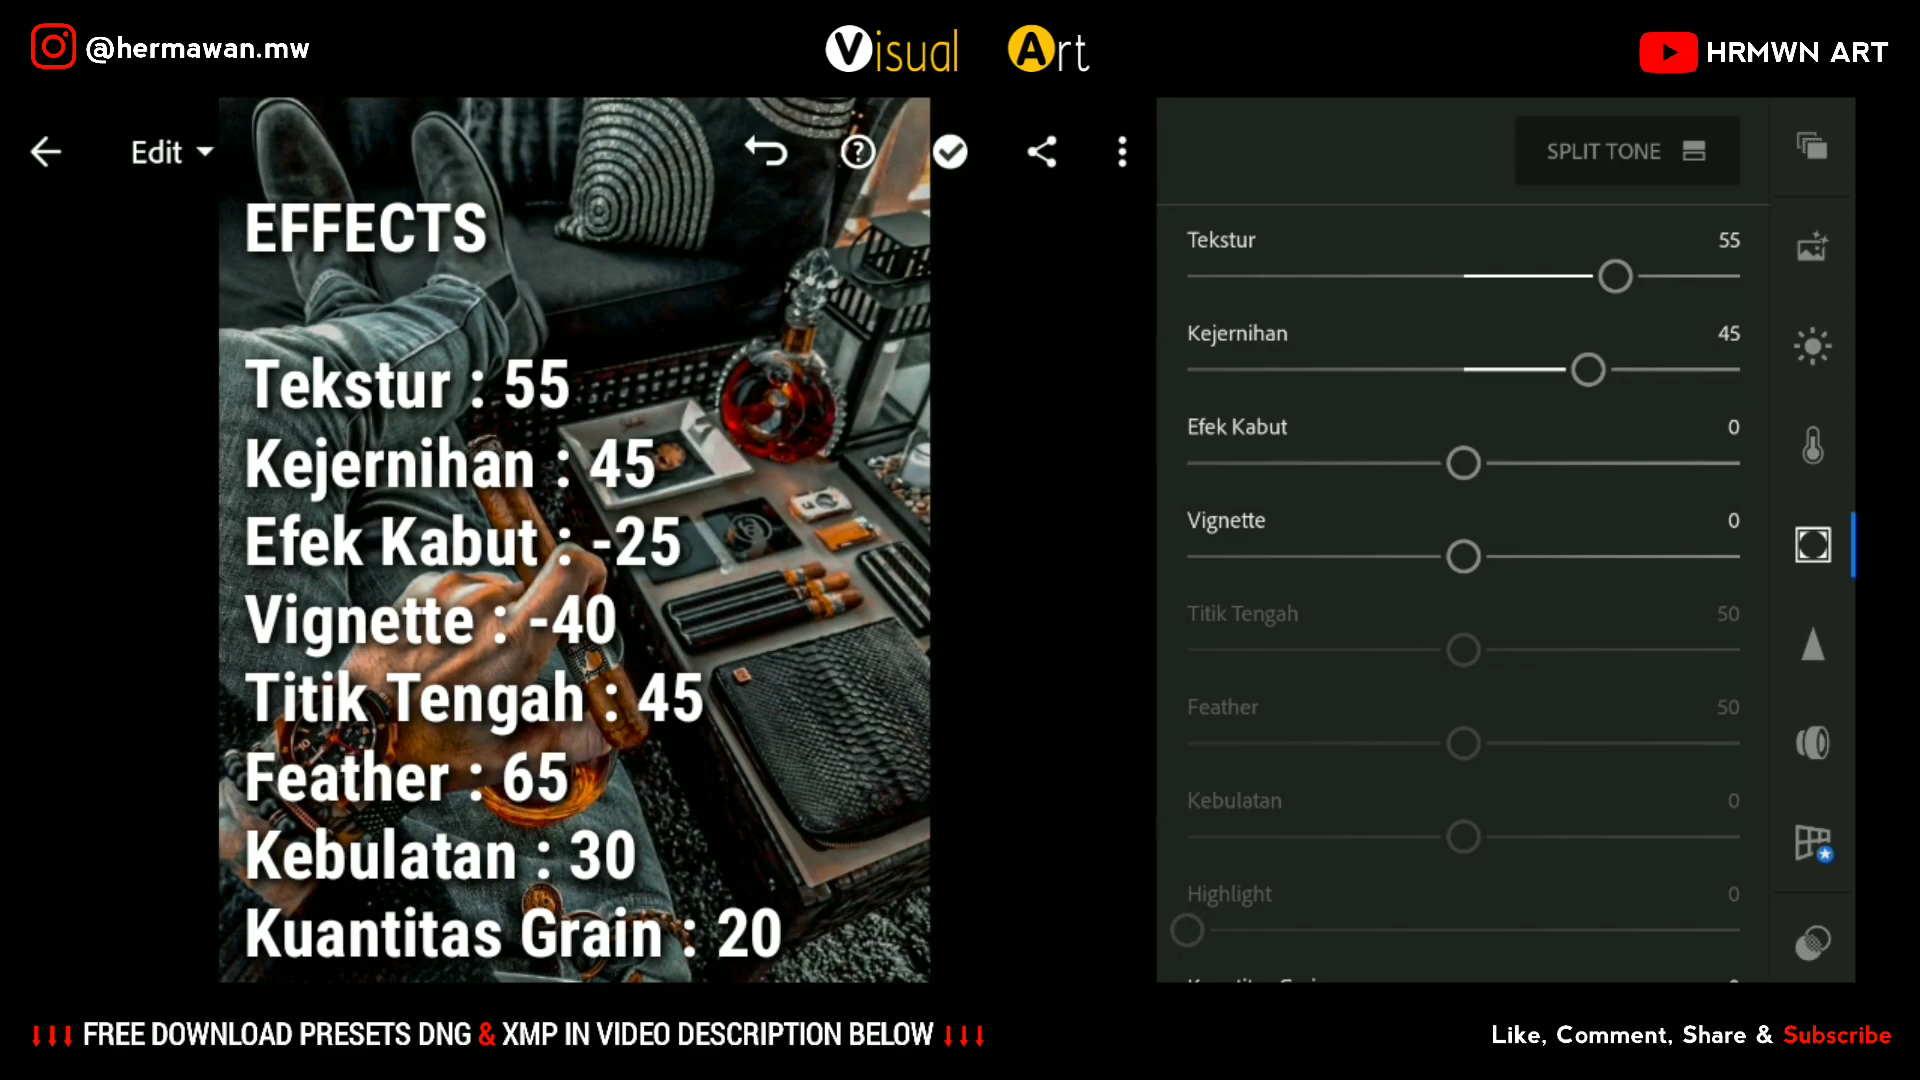 @hermawan.mw
Visual Art
HRMWN ART
Edit
SPLIT TONE
EFFECTS
Tekstur : 55
Kejernihan : 45
Efek Kabut : -25
Vignette : -40
Titik Tengah : 45
Feather : 65
Kebulatan : 30
Kuantitas Grain : 20
Tekstur 55
Kejernihan 45
Efek Kabut 0
Vignette 0
Titik Tengah 50
Feather 50
Kebulatan 0
Highlight 0
↓↓↓ FREE DOWNLOAD PRESETS DNG & XMP IN VIDEO DESCRIPTION BELOW ↓↓↓
Like, Comment, Share & Subscribe